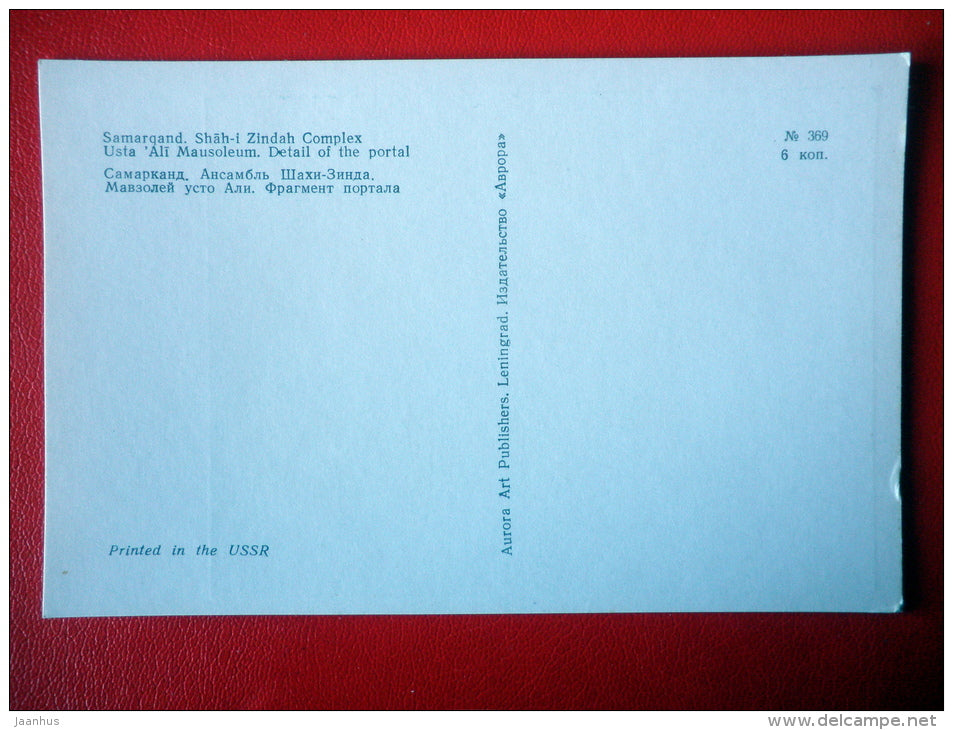 Samarqand. Shāh-i Zindah Complex
Usta 'Alī Mausoleum. Detail of the portal
Самарканд. Ансамбль Шахи-Зинда.
Мавзолей усто Али. Фрагмент портала
Printed in the USSR
Aurora Art Publishers. Leningrad. Издательство «Аврора»
№ 369
6 коп.
jaanhus
delcampe.net